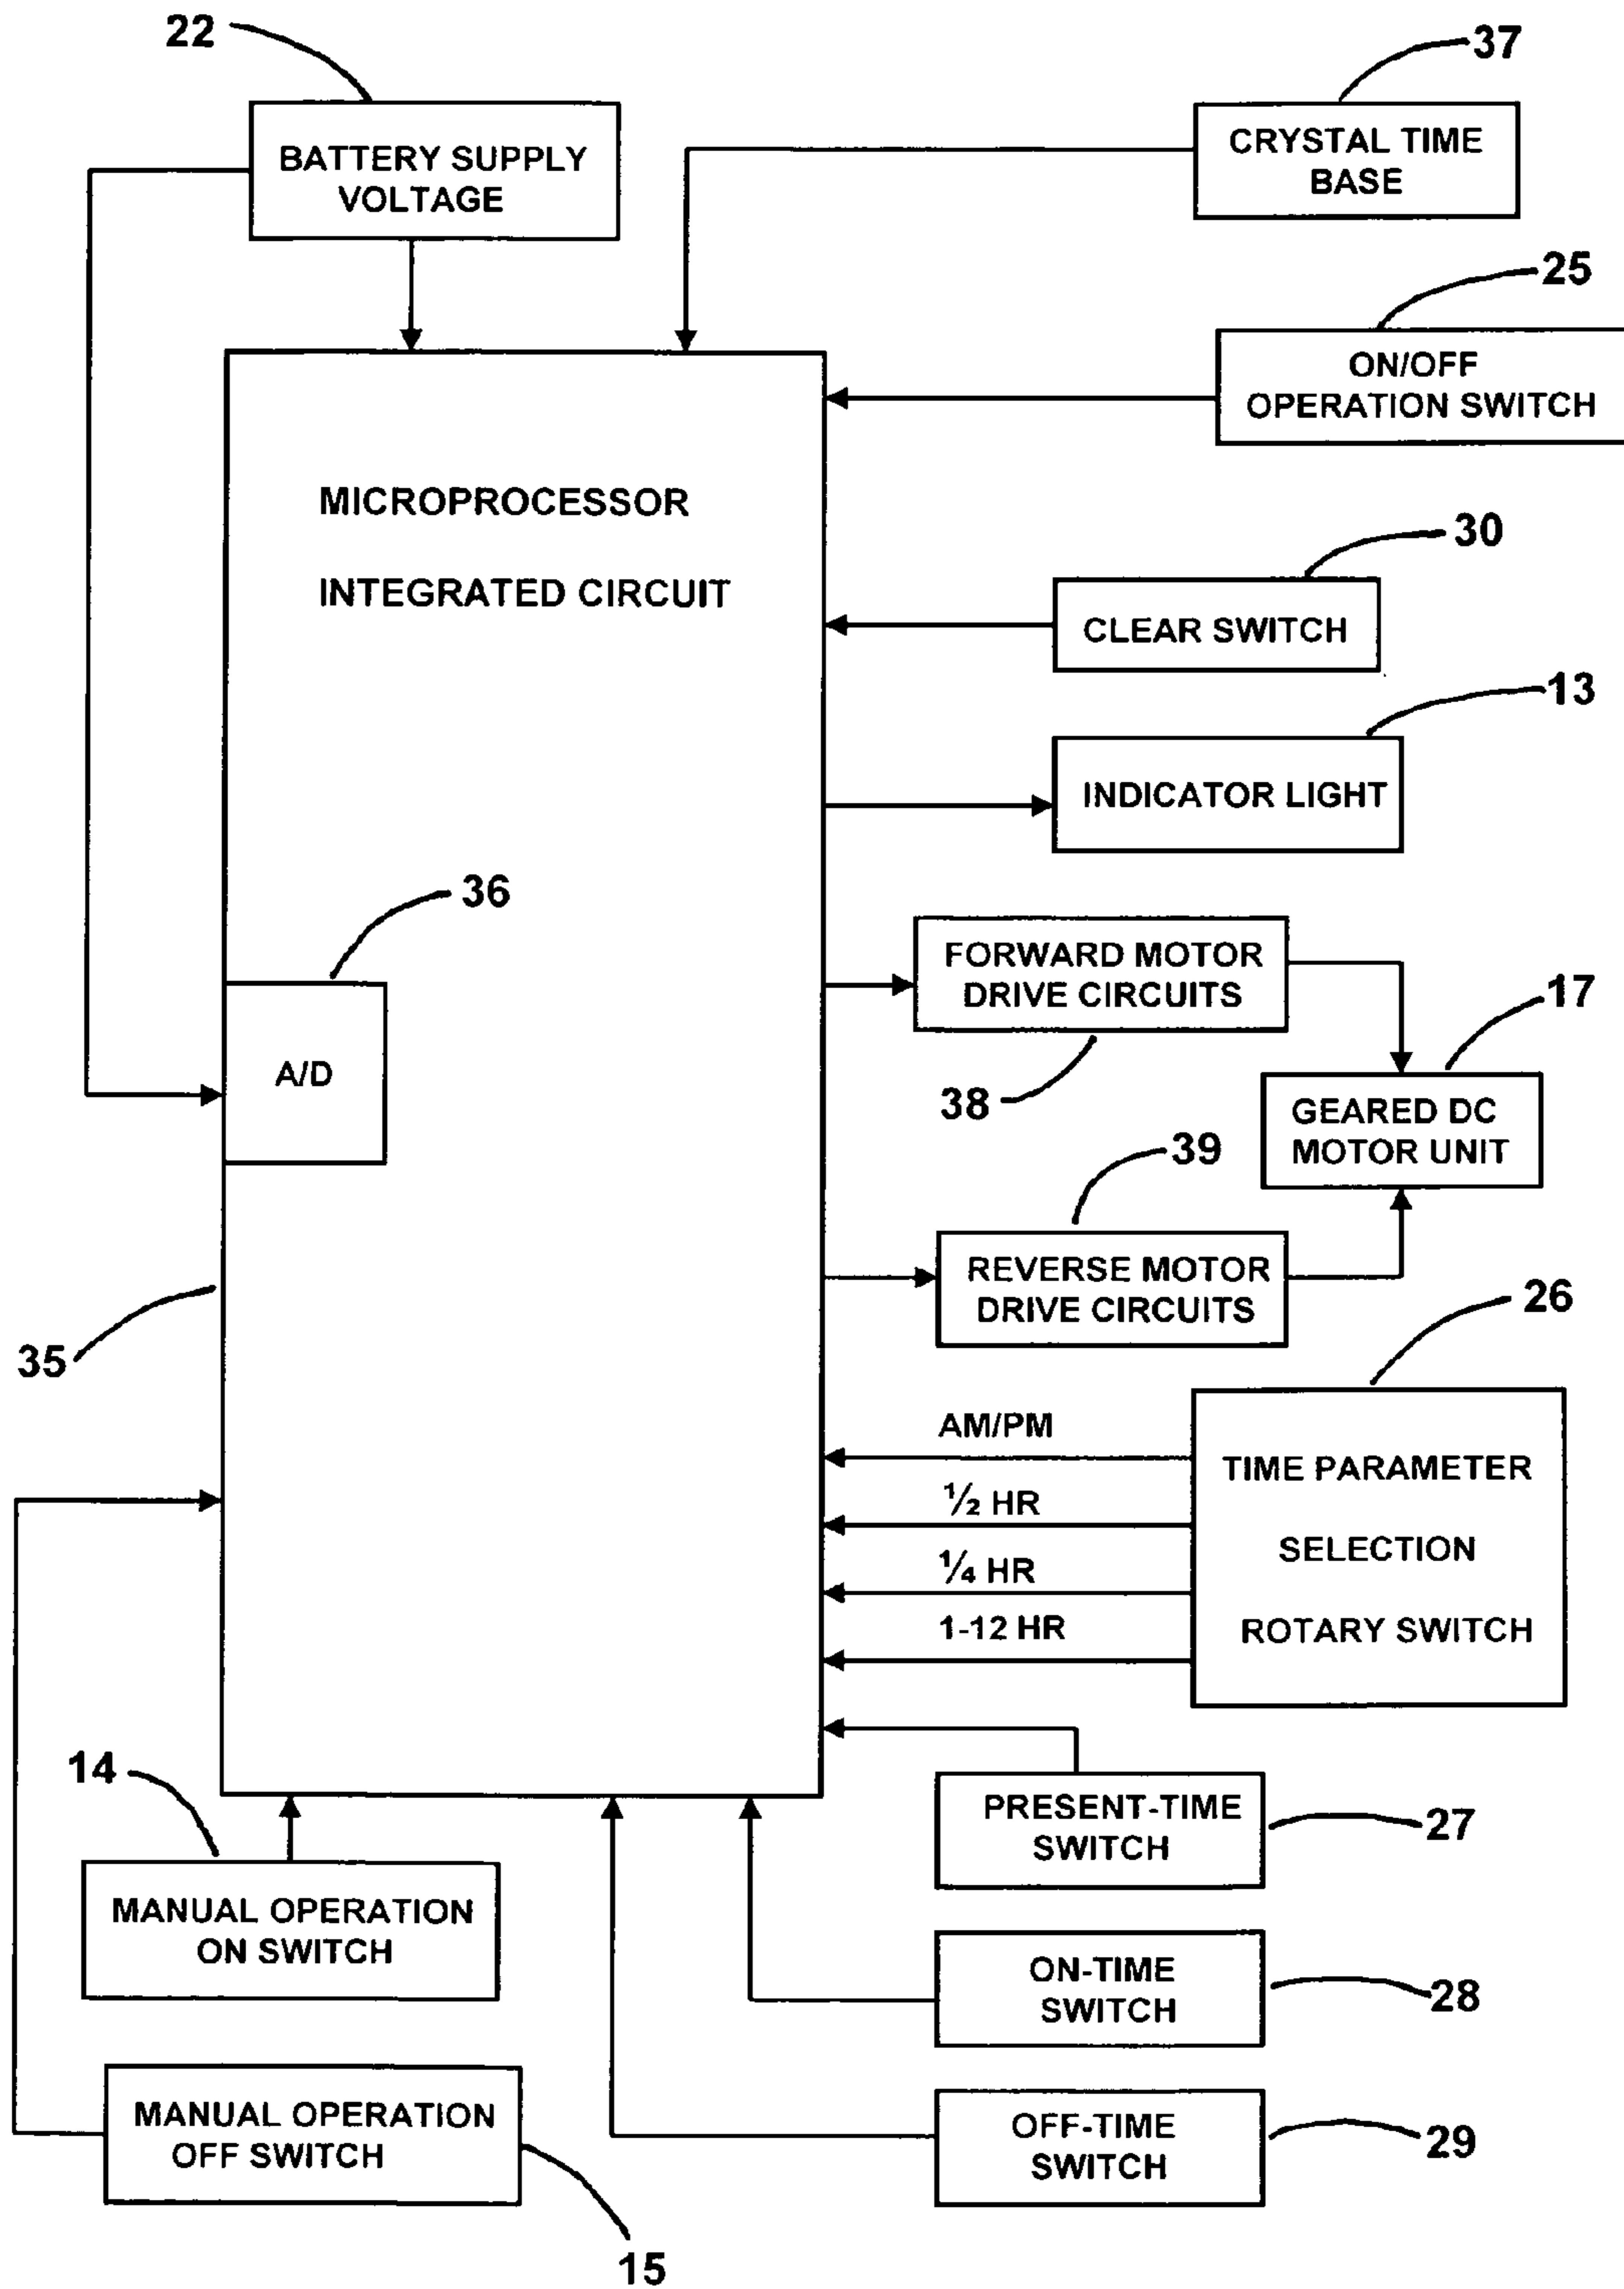 22
37
BATTERY SUPPLY
VOLTAGE
CRYSTAL TIME
BASE
25
ON/OFF
OPERATION SWITCH
MICROPROCESSOR
INTEGRATED CIRCUIT
30
CLEAR SWITCH
13
INDICATOR LIGHT
36
A/D
FORWARD MOTOR
DRIVE CIRCUITS
38
17
GEARED DC
MOTOR UNIT
39
REVERSE MOTOR
DRIVE CIRCUITS
35
26
AM/PM
½ HR
¼ HR
1-12 HR
TIME PARAMETER
SELECTION
ROTARY SWITCH
14
MANUAL OPERATION
ON SWITCH
PRESENT-TIME
SWITCH
27
ON-TIME
SWITCH
28
MANUAL OPERATION
OFF SWITCH
15
OFF-TIME
SWITCH
29